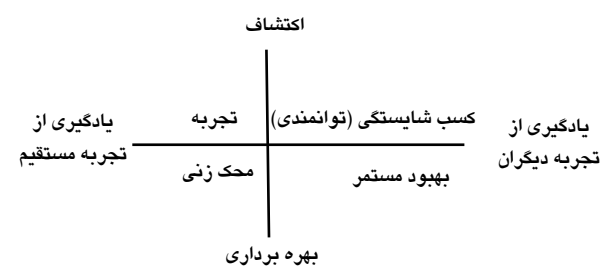 اکتشاف
کسب شایستگی (توانمندی)
تجربه
یادگیری از
تجربه دیگران
یادگیری از
تجربه مستقیم
بهبود مستمر
محک زنی
بهره برداری